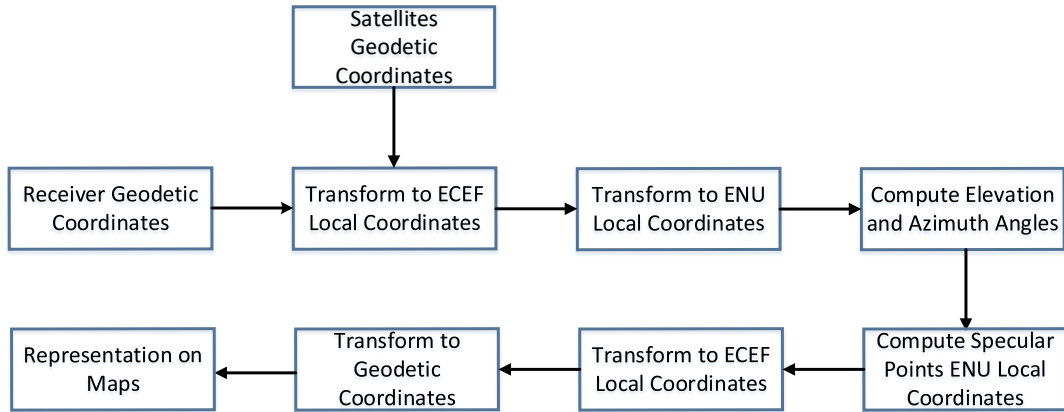 Satellites
Geodetic
Coordinates
Receiver Geodetic
Coordinates
Transform to ECEF
Local Coordinates
Transform to ENU
Local Coordinates
Compute Elevation
and Azimuth Angles
Compute Specular
Points ENU Local
Coordinates
Transform to ECEF
Local Coordinates
Transform to
Geodetic
Coordinates
Representation on
Maps